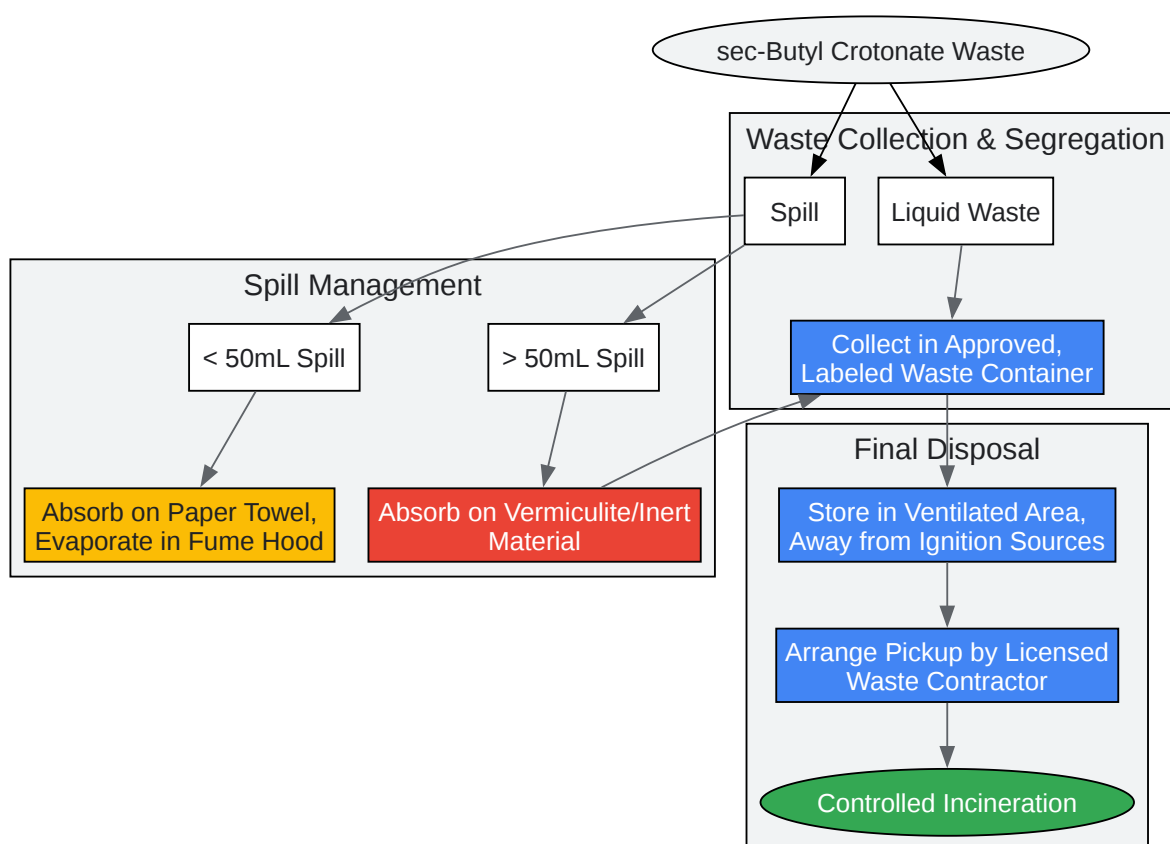 sec-Butyl Crotonate Waste
Waste Collection & Segregation
Spill
Liquid Waste
Spill Management
< 50mL Spill
> 50mL Spill
Collect in Approved,
Labeled Waste Container
Final Disposal
Absorb on Paper Towel,
Evaporate in Fume Hood
Absorb on Vermiculite/Inert
Material
Store in Ventilated Area,
Away from Ignition Sources
Arrange Pickup by Licensed
Waste Contractor
Controlled Incineration